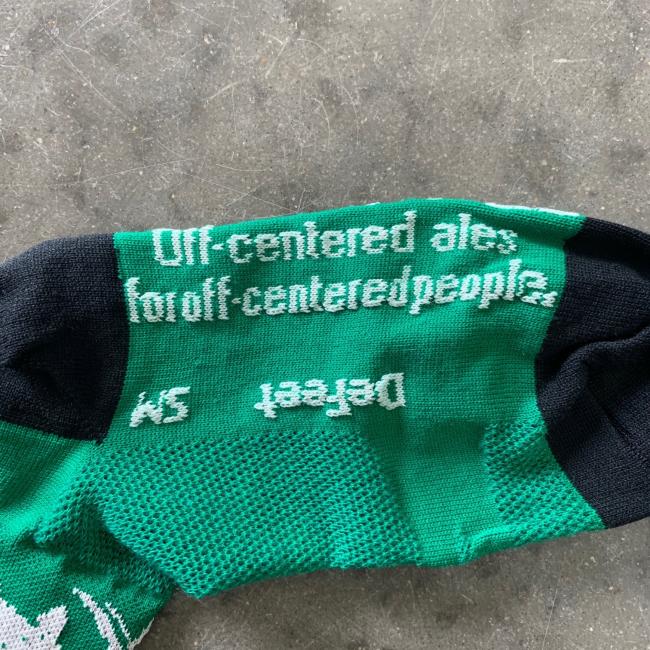 Off-centered ales
for off-centered people.
SM Defeet